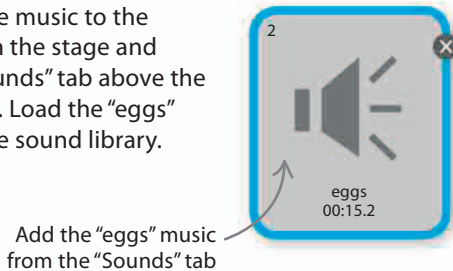 e music to the
n the stage and
unds” tab above the
. Load the “eggs”
e sound library.
2
eggs
00:15.2
Add the “eggs” music
from the “Sounds” tab